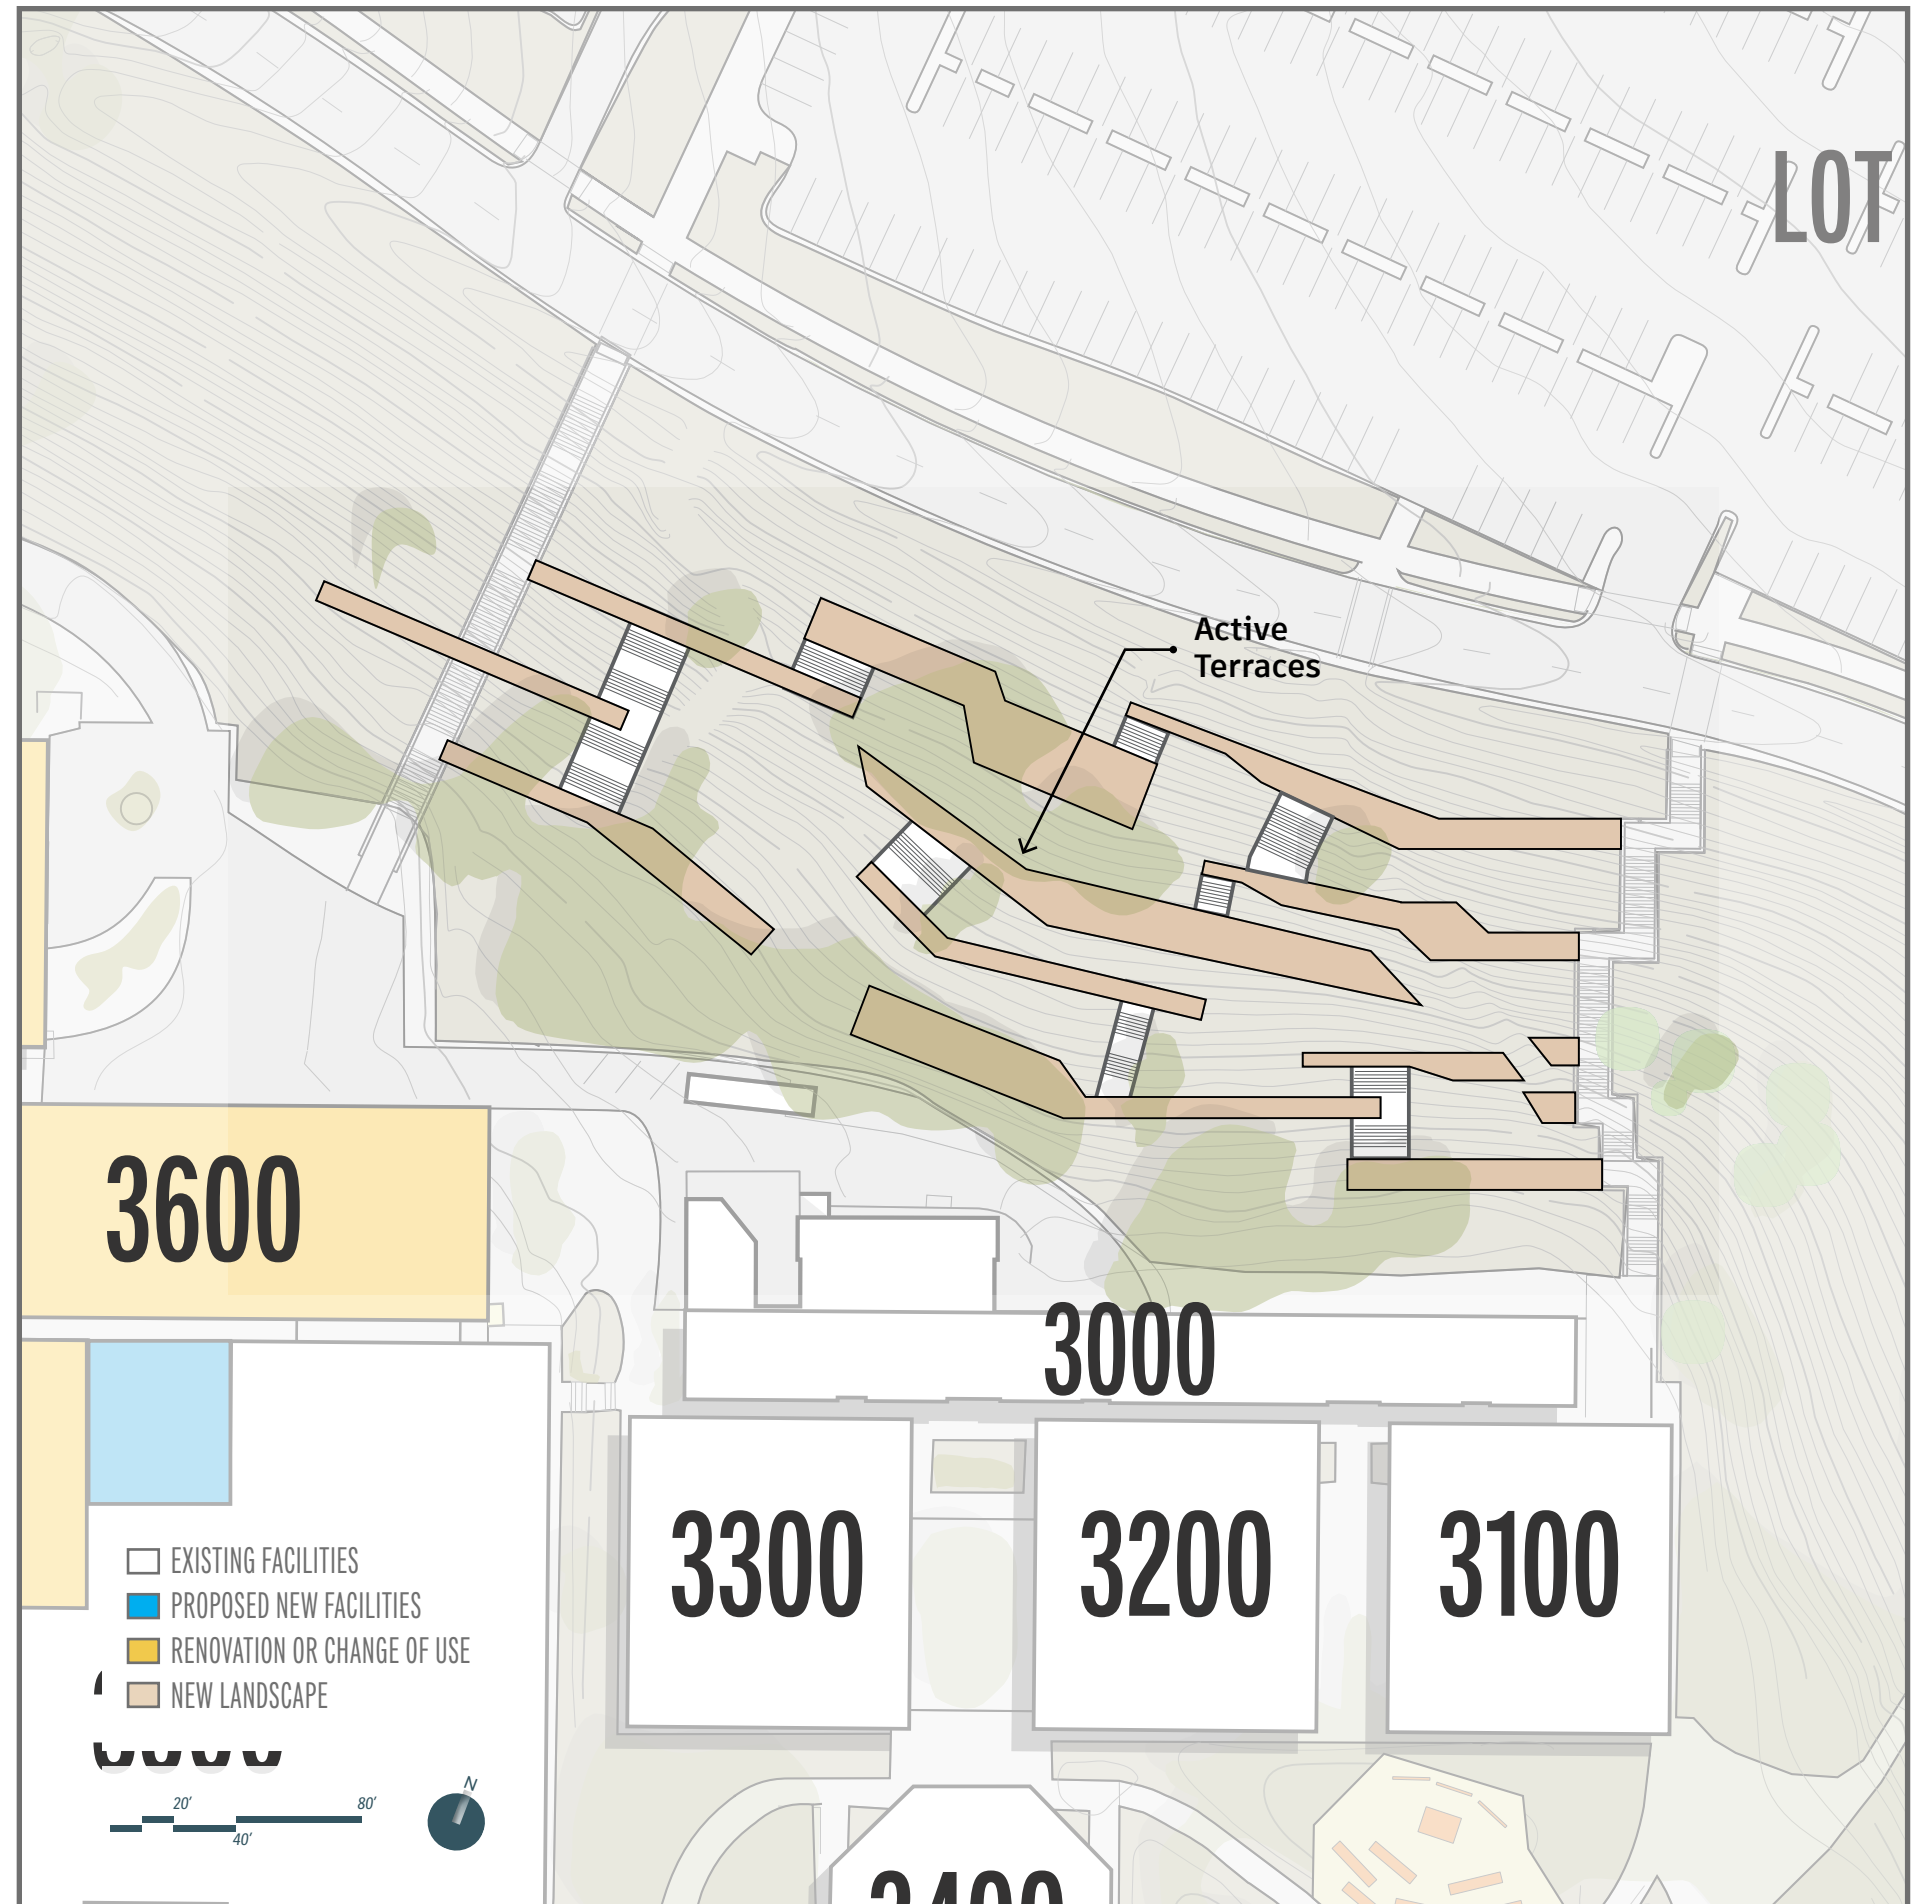 LOT
Active
Terraces
3600
3000
3300
3200
3100
EXISTING FACILITIES
PROPOSED NEW FACILITIES
RENOVATION OR CHANGE OF USE
NEW LANDSCAPE
20'
80'
40'
N
3400